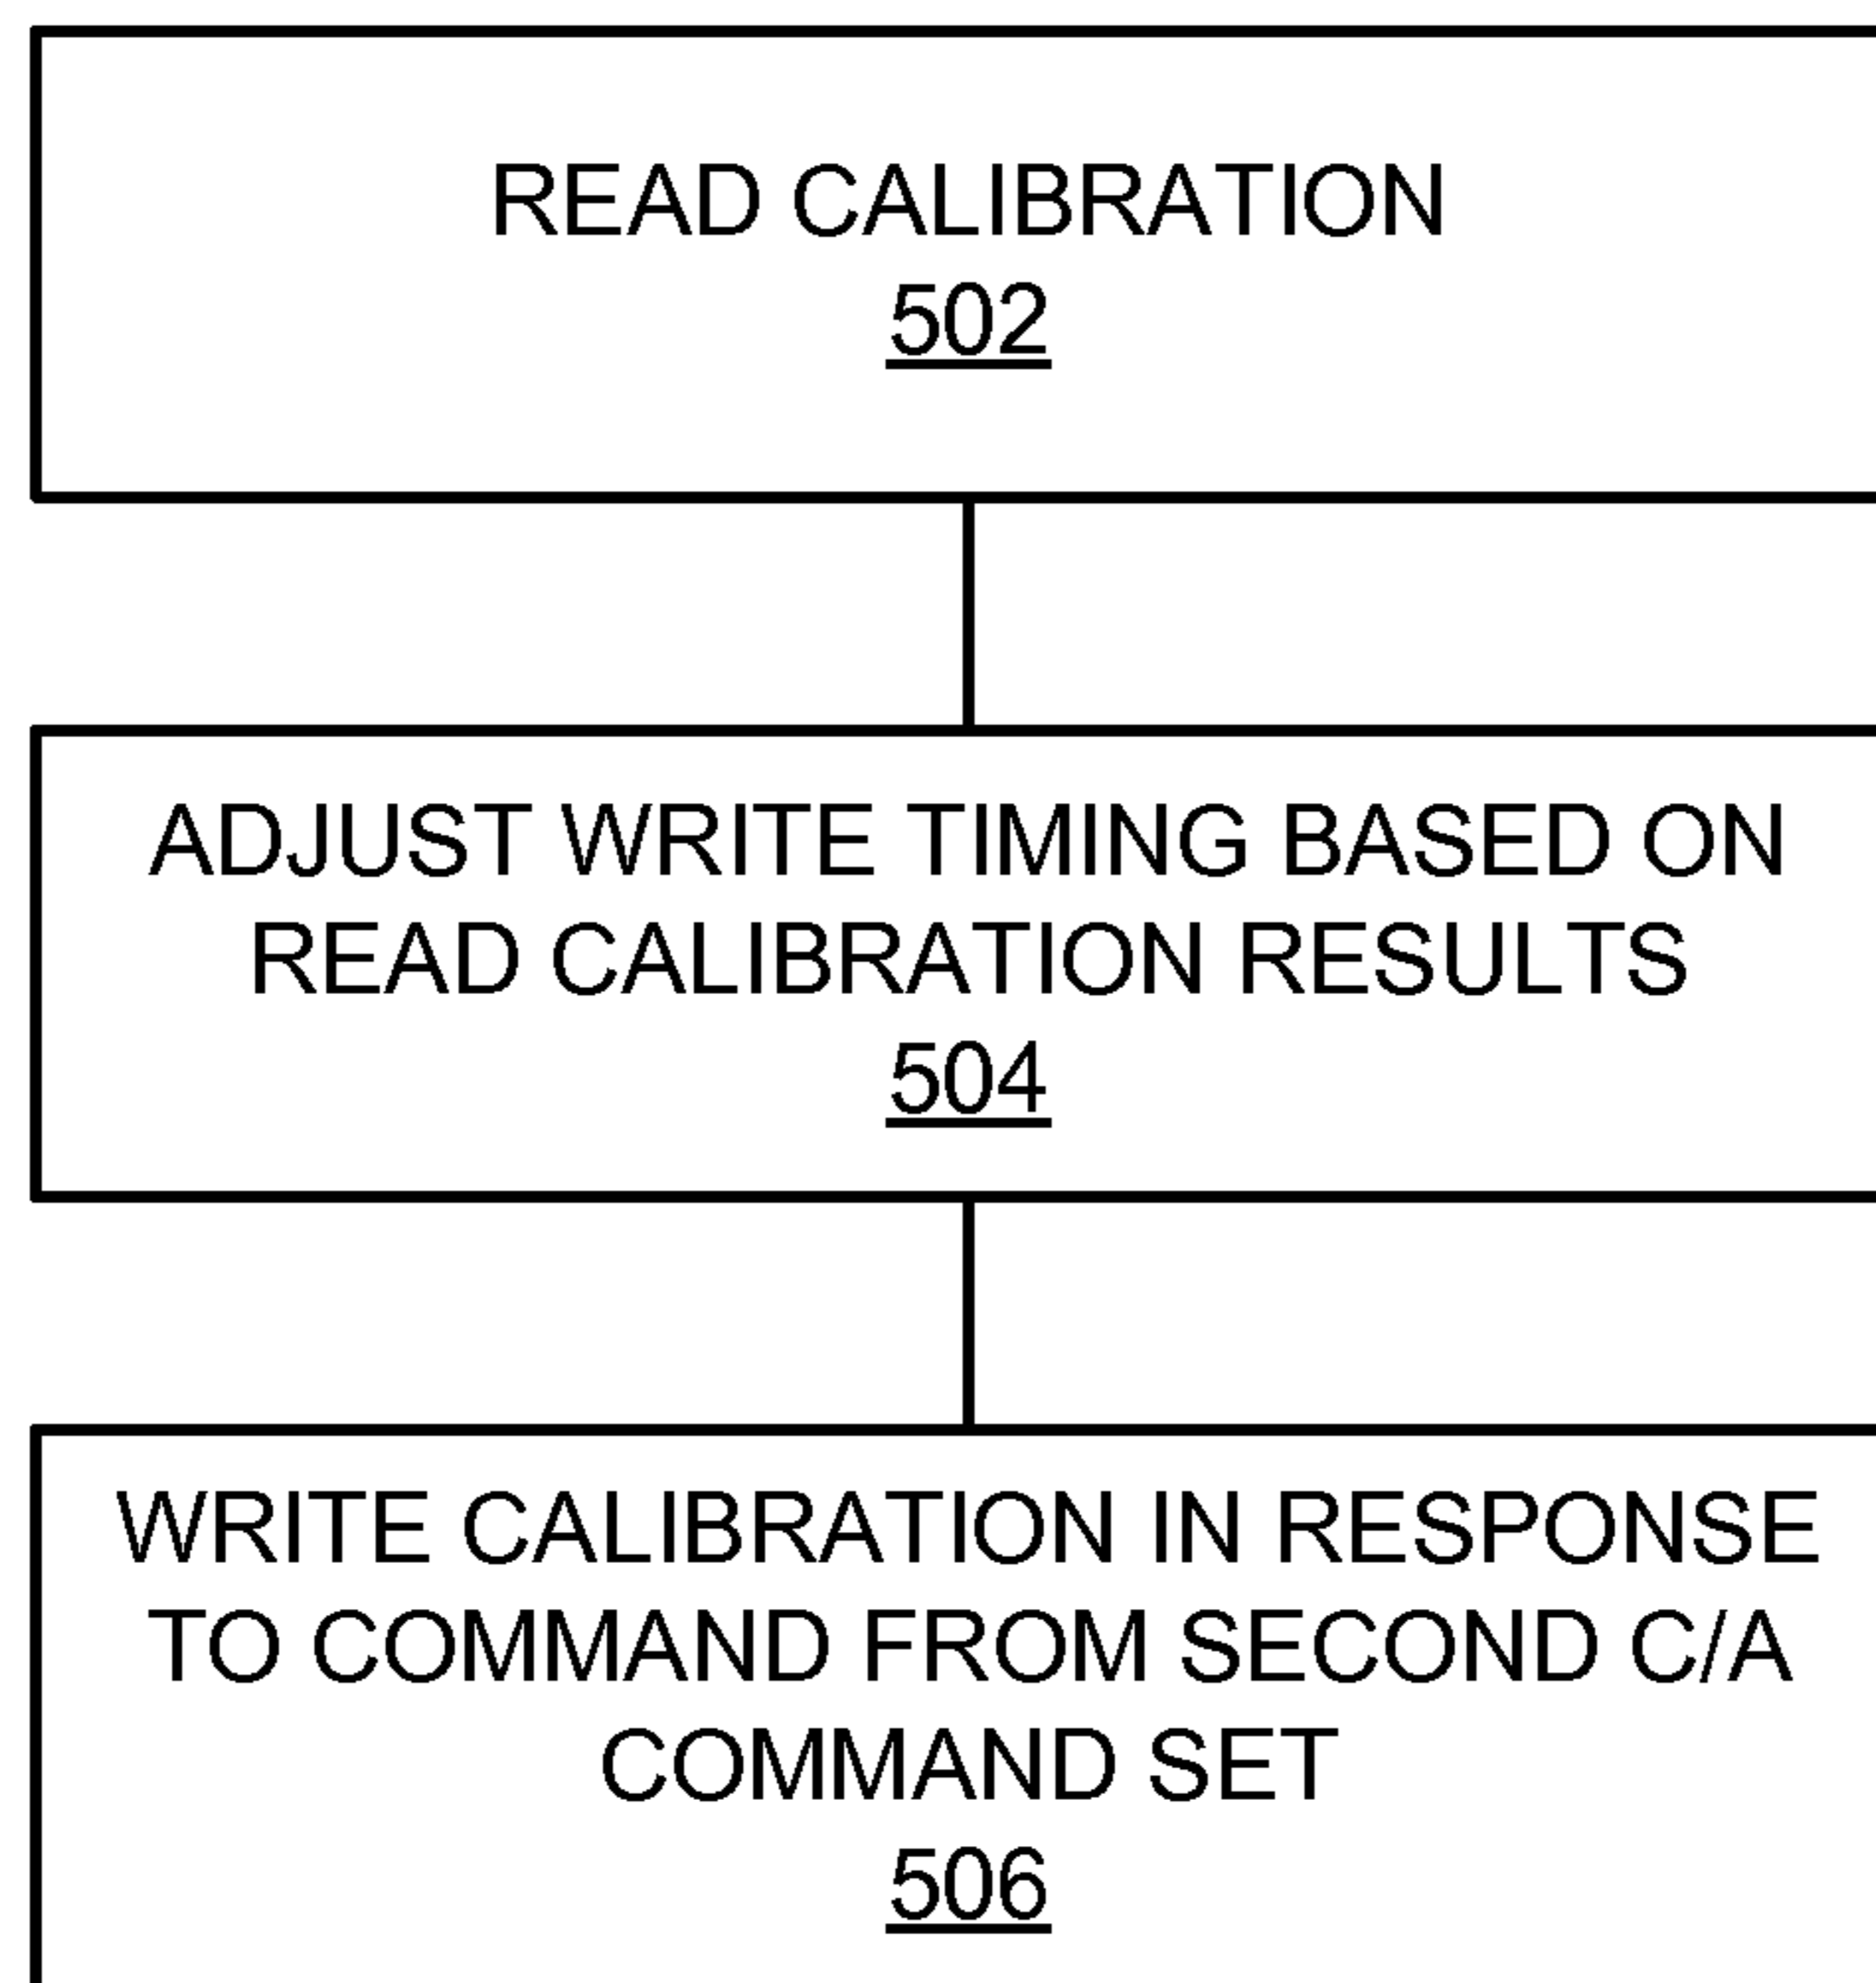 READ CALIBRATION
502
ADJUST WRITE TIMING BASED ON
READ CALIBRATION RESULTS
504
WRITE CALIBRATION IN RESPONSE
TO COMMAND FROM SECOND C/A
COMMAND SET
506